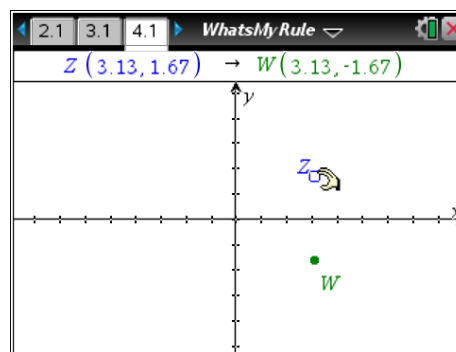 2.1 3.1 4.1 WhatsMyRule
Z (3.13, 1.67) → W(3.13,-1.67)
y
Z
x
W